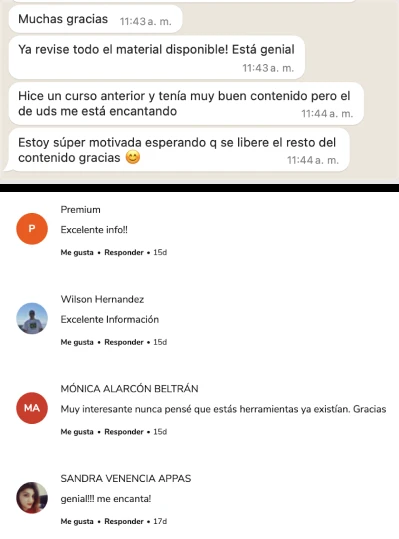 Muchas gracias 11:43 a. m.
Ya revise todo el material disponible! Está genial
11:43 a. m.
Hice un curso anterior y tenía muy buen contenido pero el
de uds me está encantando 11:44 a. m.
Estoy súper motivada esperando q se libere el resto del
contenido gracias 😊 11:44 a. m.
Premium
P
Excelente info!!
Me gusta • Responder • 15d
Wilson Hernandez
Excelente Información
Me gusta • Responder • 15d
MÓNICA ALARCÓN BELTRÁN
MA
Muy interesante nunca pensé que estás herramientas ya existían. Gracias
Me gusta • Responder • 15d
SANDRA VENENCIA APPAS
genial!!! me encanta!
Me gusta • Responder • 17d